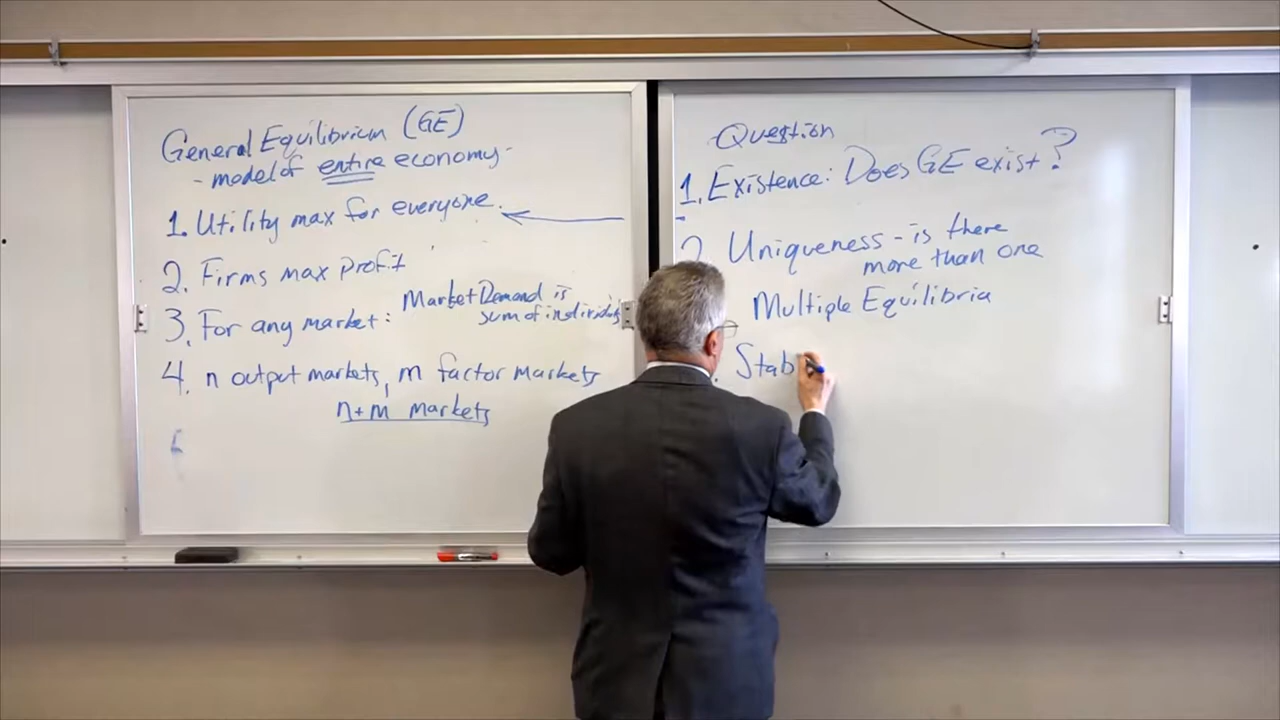 General Equilibrium (GE)
- model of entire economy
1. Utility max for everyone.
2. Firms max profit
3. For any market: Market Demand is
sum of individuals
4. n output markets, m factor markets
n+m markets
Question
1. Existence: Does GE exist?
2. Uniqueness - is there
more than one
Multiple Equilibria
Stab